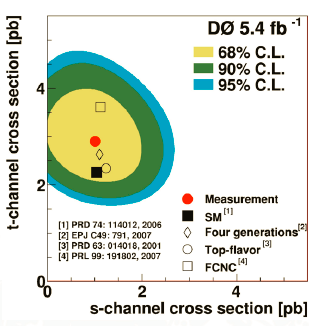 DØ 5.4 fb⁻¹
t-channel cross section [pb]
68% C.L.
90% C.L.
95% C.L.
4
2
0
Measurement
SM[1]
Four generations[2]
Top-flavor[3]
FCNC[4]
[1] PRD 74: 114012, 2006
[2] EPJ C49: 791, 2007
[3] PRD 63: 014018, 2001
[4] PRL 99: 191802, 2007
0 2 4
s-channel cross section [pb]